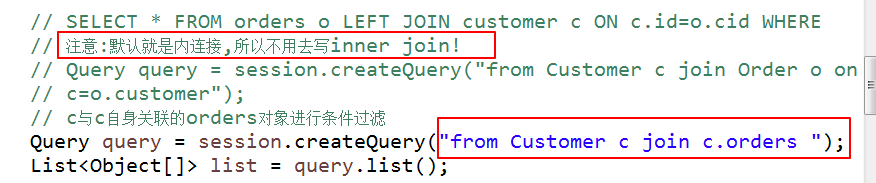 // SELECT * FROM orders o LEFT JOIN customer c ON c.id=o.cid WHERE
// 注意:默认就是内连接,所以不用去写inner join!
// Query query = session.createQuery("from Customer c join Order o on
// c=o.customer");
// c与c自身关联的orders对象进行条件过滤
Query query = session.createQuery("from Customer c join c.orders ");
List<Object[]> list = query.list();